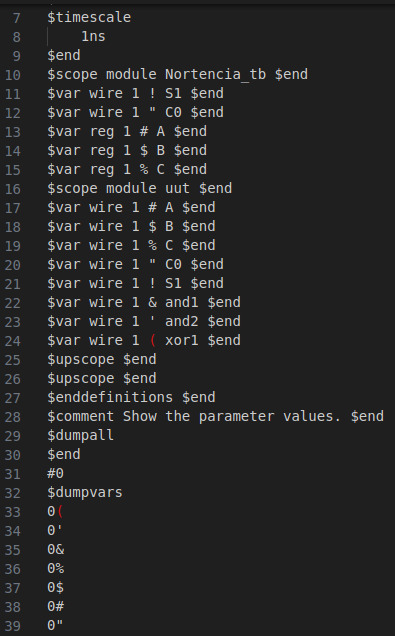 7 $timescale
8 1ns
9 $end
10 $scope module Nortencia_tb $end
11 $var wire 1 ! S1 $end
12 $var wire 1 " C0 $end
13 $var reg 1 # A $end
14 $var reg 1 $ B $end
15 $var reg 1 % C $end
16 $scope module uut $end
17 $var wire 1 # A $end
18 $var wire 1 $ B $end
19 $var wire 1 % C $end
20 $var wire 1 " C0 $end
21 $var wire 1 ! S1 $end
22 $var wire 1 & and1 $end
23 $var wire 1 ' and2 $end
24 $var wire 1 ( xor1 $end
25 $upscope $end
26 $upscope $end
27 $enddefinitions $end
28 $comment Show the parameter values. $end
29 $dumpall
30 $end
31 #0
32 $dumpvars
33 0(
34 0'
35 0&
36 0%
37 0$
38 0#
39 0"